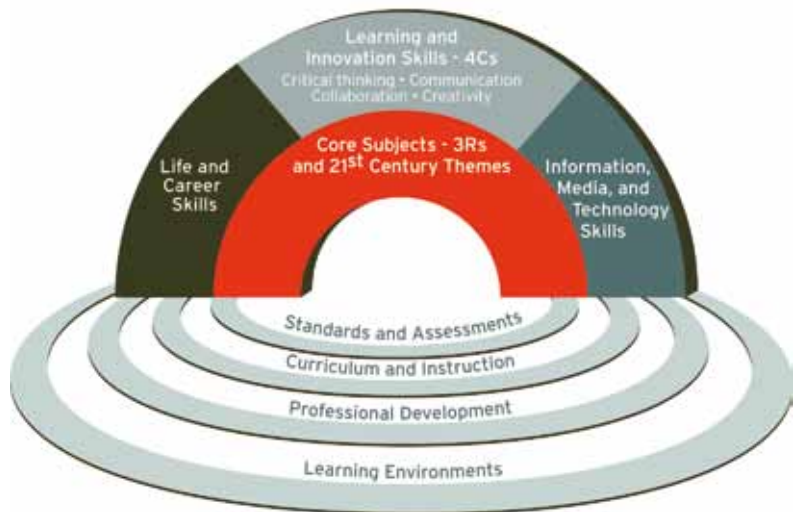 Learning and
Innovation Skills - 4Cs
Critical thinking • Communication
Collaboration • Creativity
Core Subjects - 3Rs
and 21st Century Themes
Life and
Career
Skills
Information,
Media, and
Technology
Skills
Standards and Assessments
Curriculum and Instruction
Professional Development
Learning Environments